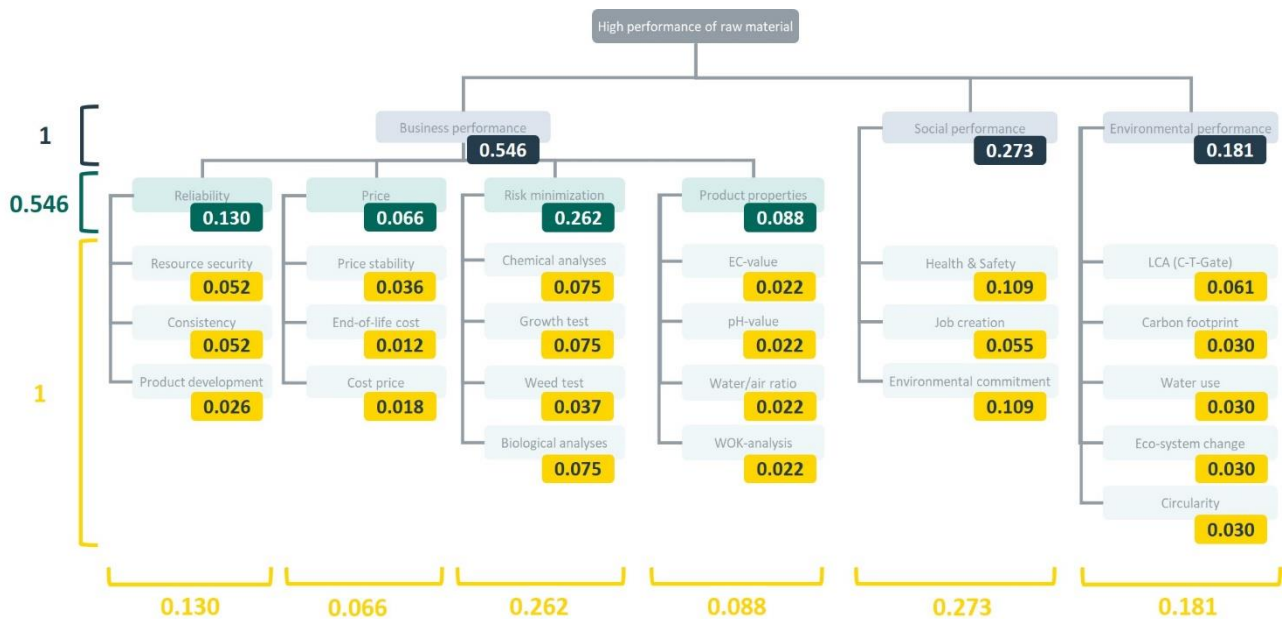 High performance of raw material
1
Business performance
0.546
Social performance
0.273
Environmental performance
0.181
0.546
Reliability
0.130
Price
0.066
Risk minimization
0.262
Product properties
0.088
1
Resource security
0.052
Consistency
0.052
Product development
0.026
Price stability
0.036
End-of-life cost
0.012
Cost price
0.018
Chemical analyses
0.075
Growth test
0.075
Weed test
0.037
Biological analyses
0.075
EC-value
0.022
pH-value
0.022
Water/air ratio
0.022
WOK-analysis
0.022
Health & Safety
0.109
Job creation
0.055
Environmental commitment
0.109
LCA (C-T-Gate)
0.061
Carbon footprint
0.030
Water use
0.030
Eco-system change
0.030
Circularity
0.030
0.130
0.066
0.262
0.088
0.273
0.181